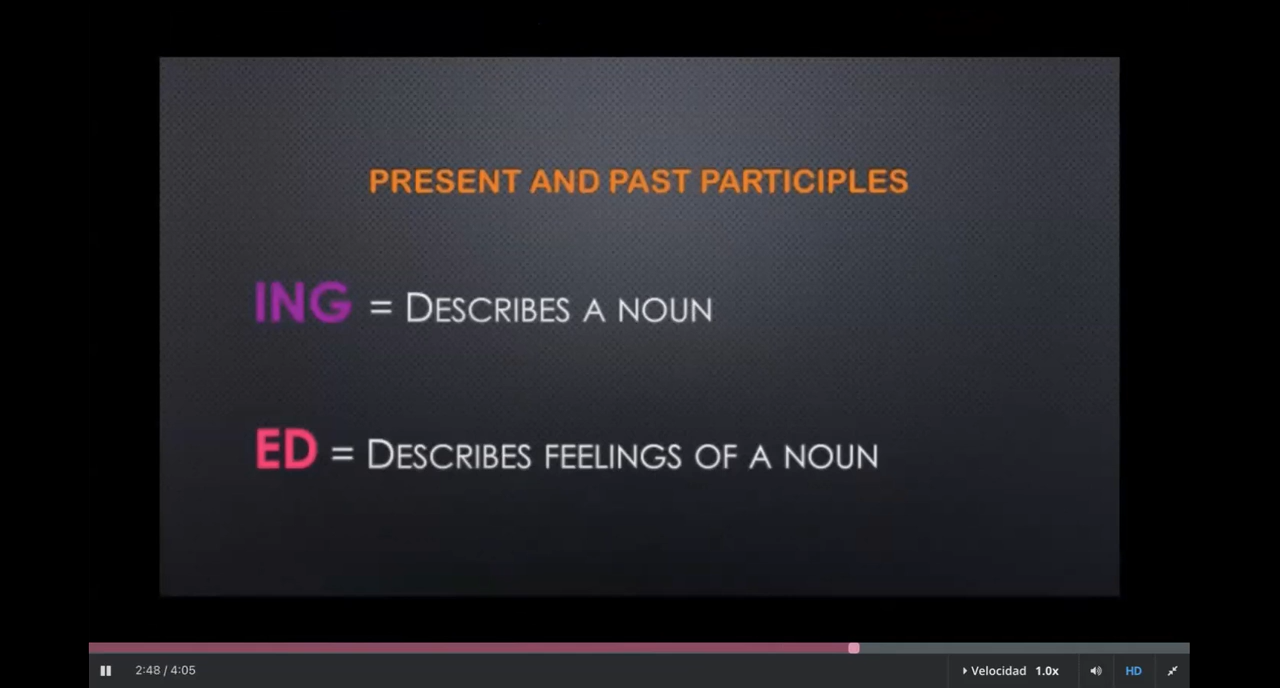 PRESENT AND PAST PARTICIPLES
ING = DESCRIBES A NOUN
ED = DESCRIBES FEELINGS OF A NOUN
2:48 / 4:05
Velocidad 1.0x
HD